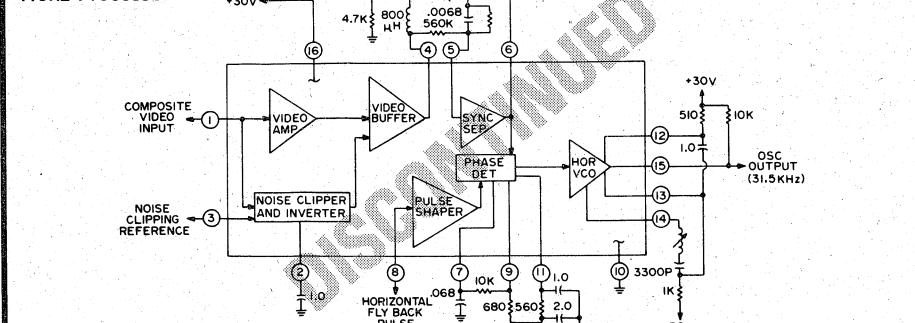 +30V
4.7K
800
μH
.0068
560K
16
4
5
6
DISCONTINUED
COMPOSITE
VIDEO
INPUT
1
VIDEO
AMP
VIDEO
BUFFER
SYNC
SEP
PHASE
DET
HOR
VCO
+30V
510
10K
12
1.0
15
OSC
OUTPUT
(31.5KHz)
13
14
NOISE CLIPPER
AND INVERTER
PULSE
SHAPER
NOISE
CLIPPING
REFERENCE
3
2
8
7
9
11
10
1.0
HORIZONTAL
FLY BACK
PULSE
.068
10K
680
560
1.0
2.0
3300P
1K